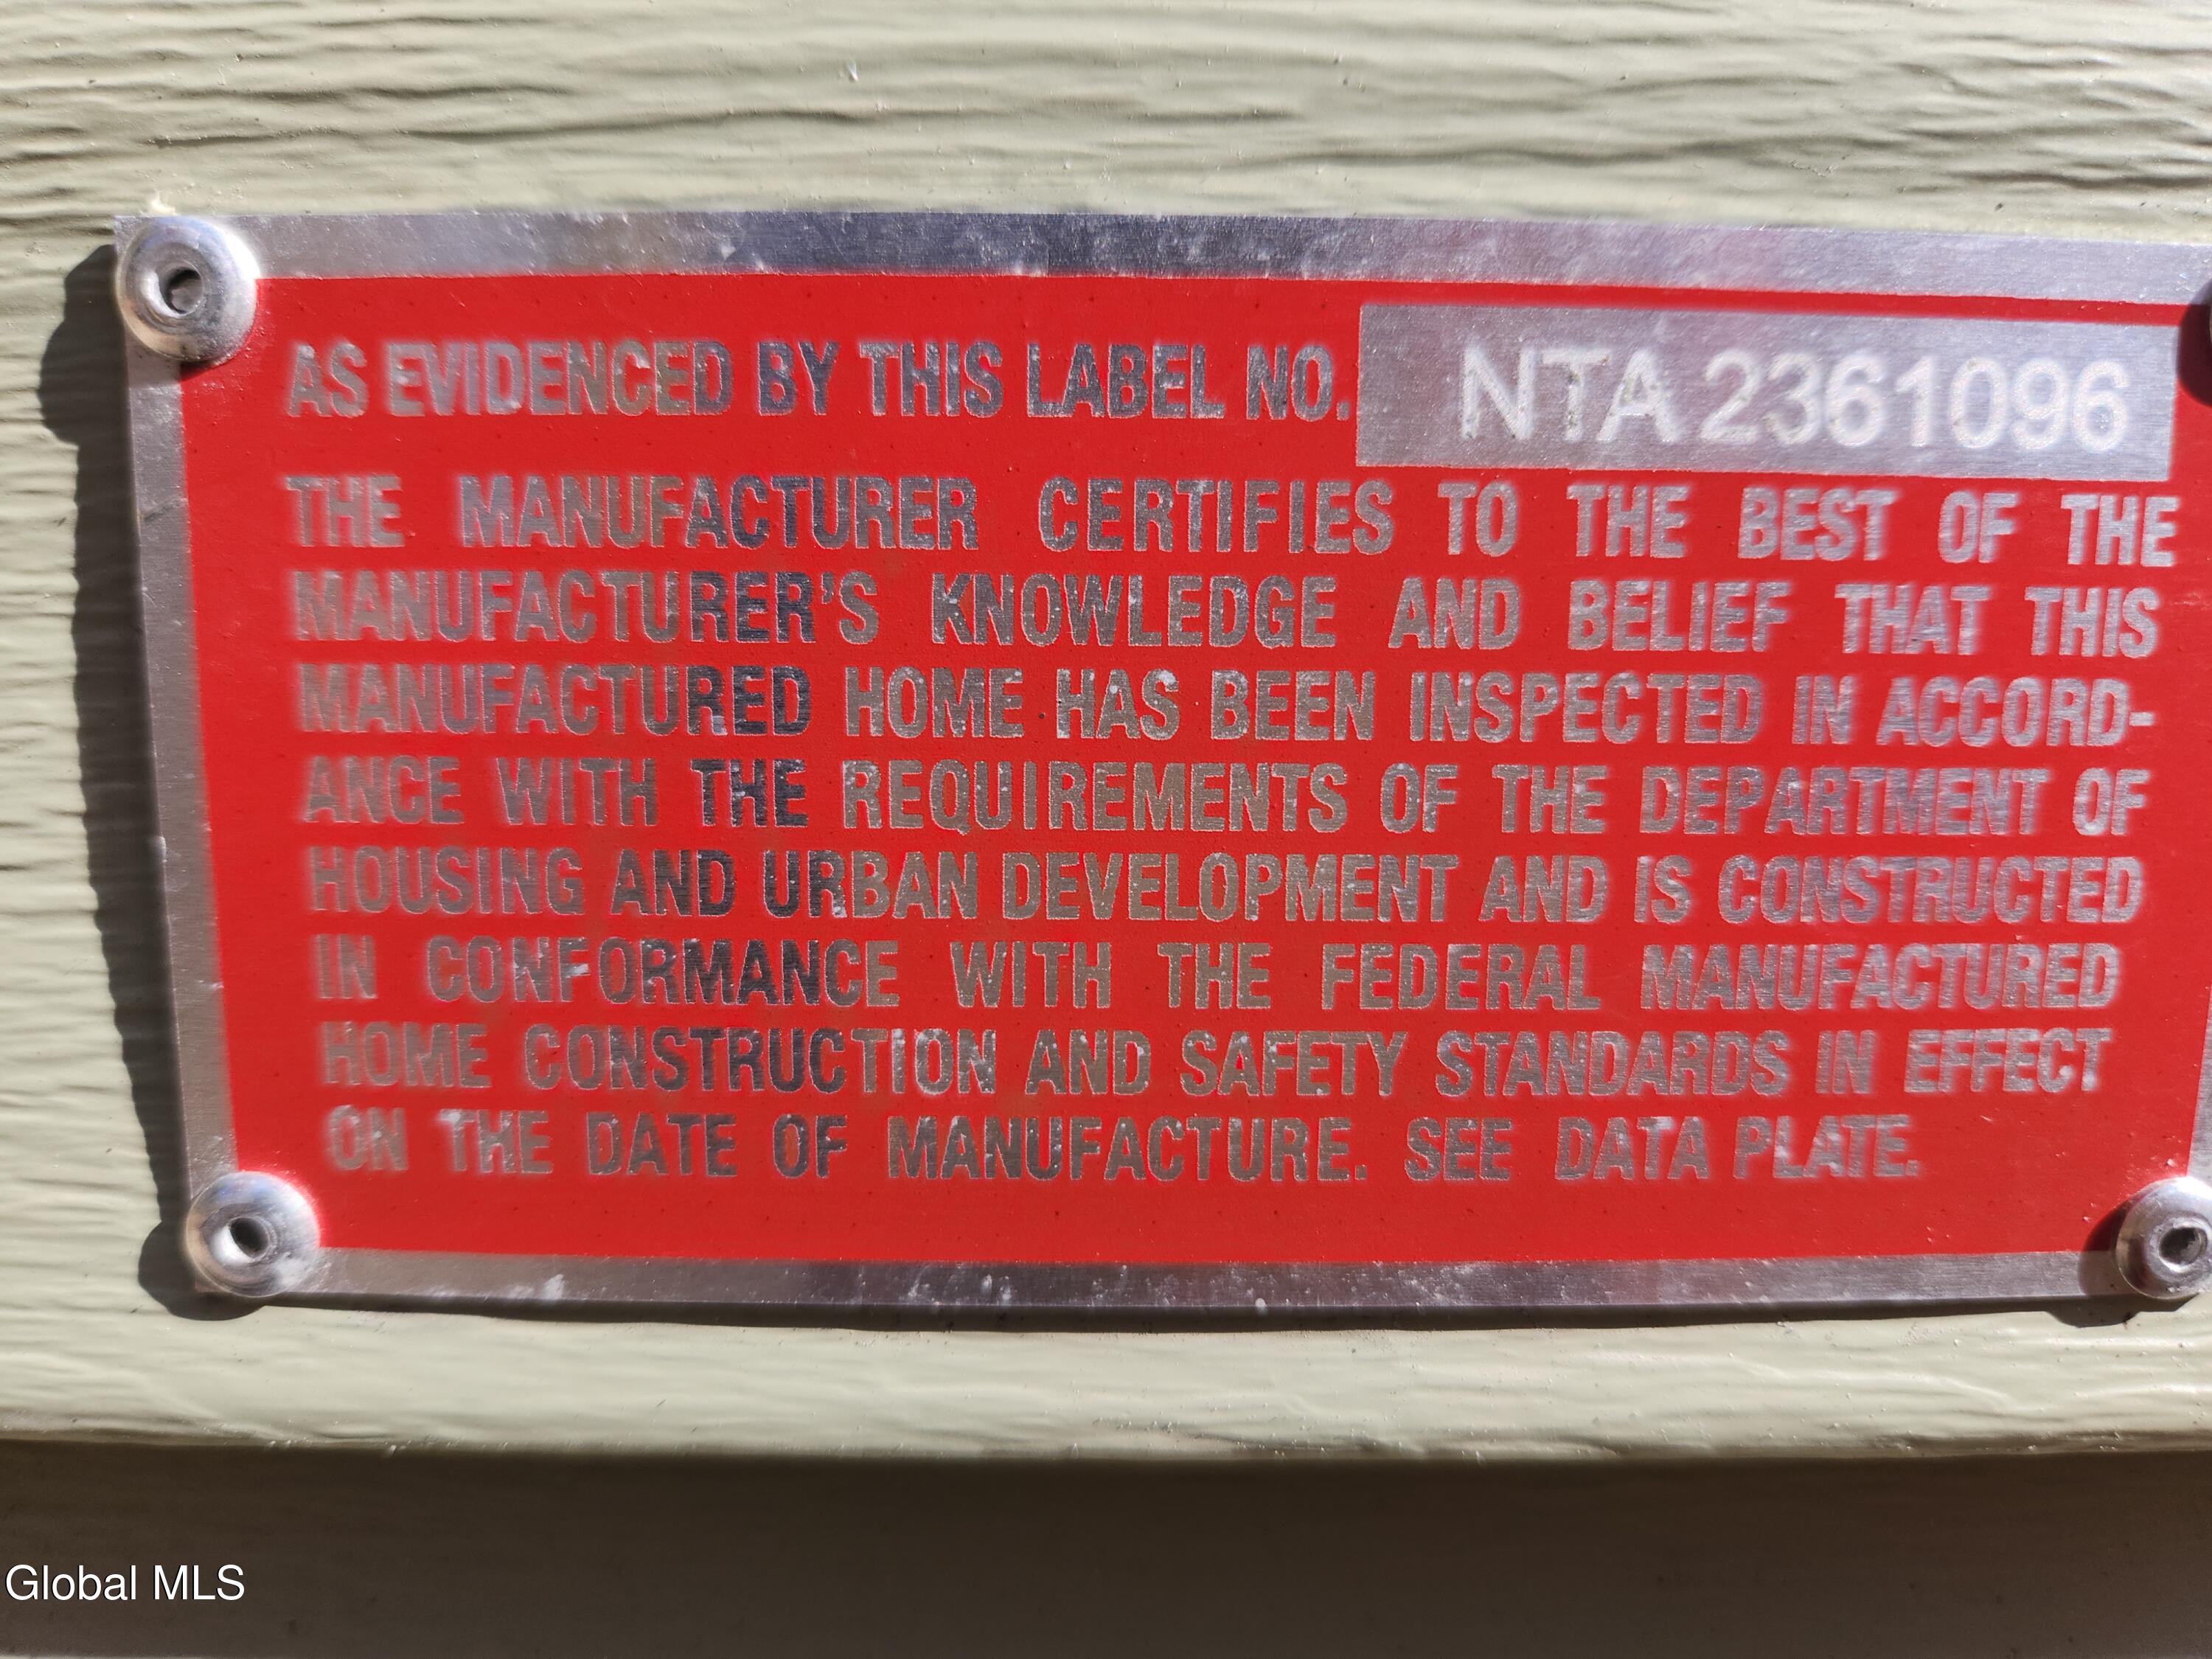 AS EVIDENCED BY THIS LABEL NO. NTA 2361096
THE MANUFACTURER CERTIFIES TO THE BEST OF THE
MANUFACTURER'S KNOWLEDGE AND BELIEF THAT THIS
MANUFACTURED HOME HAS BEEN INSPECTED IN ACCORD-
ANCE WITH THE REQUIREMENTS OF THE DEPARTMENT OF
HOUSING AND URBAN DEVELOPMENT AND IS CONSTRUCTED
IN CONFORMANCE WITH THE FEDERAL MANUFACTURED
HOME CONSTRUCTION AND SAFETY STANDARDS IN EFFECT
ON THE DATE OF MANUFACTURE. SEE DATA PLATE.
Global MLS